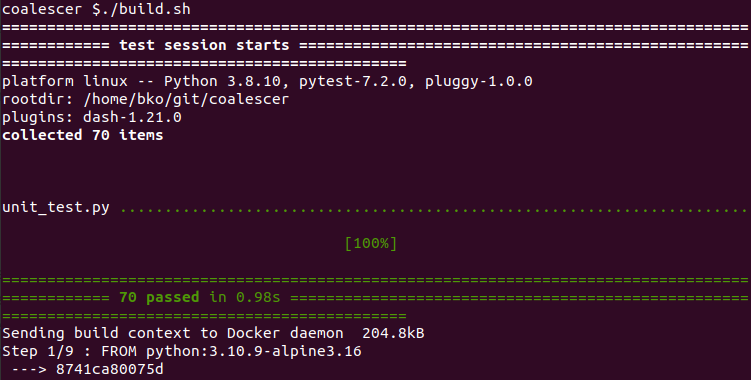 coalescer $./build.sh
===================================================================================
============ test session starts ==================================================
=============================================
platform linux -- Python 3.8.10, pytest-7.2.0, pluggy-1.0.0
rootdir: /home/bko/git/coalescer
plugins: dash-1.21.0
collected 70 items
unit_test.py ......................................................................
[100%]
===================================================================================
============ 70 passed in 0.98s ===================================================
=============================================
Sending build context to Docker daemon  204.8kB
Step 1/9 : FROM python:3.10.9-alpine3.16
 ---> 8741ca80075d